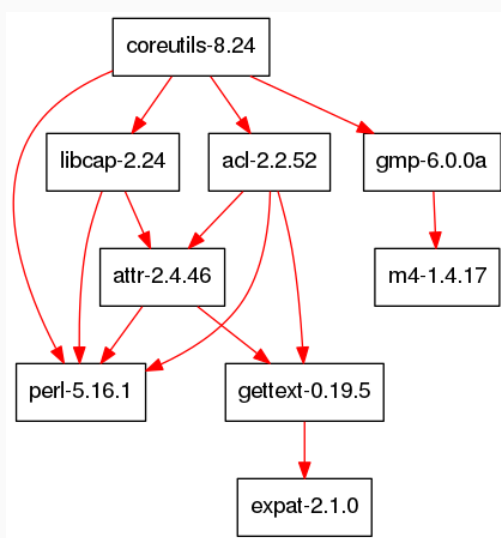 coreutils-8.24
libcap-2.24
acl-2.2.52
gmp-6.0.0a
attr-2.4.46
m4-1.4.17
perl-5.16.1
gettext-0.19.5
expat-2.1.0